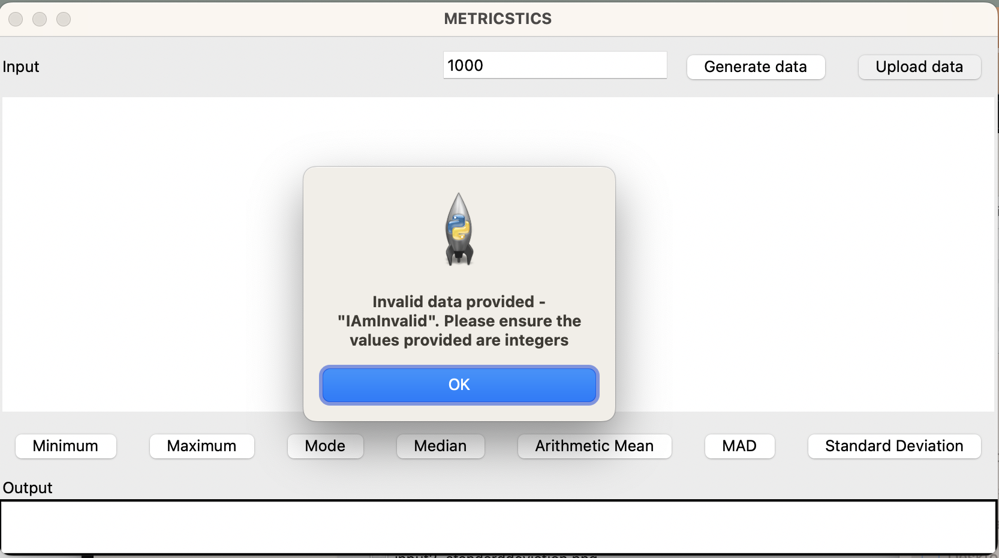 METRICSTICS
Input
1000
Generate data
Upload data
Invalid data provided -
"IAmInvalid". Please ensure the
values provided are integers
OK
Minimum
Maximum
Mode
Median
Arithmetic Mean
MAD
Standard Deviation
Output